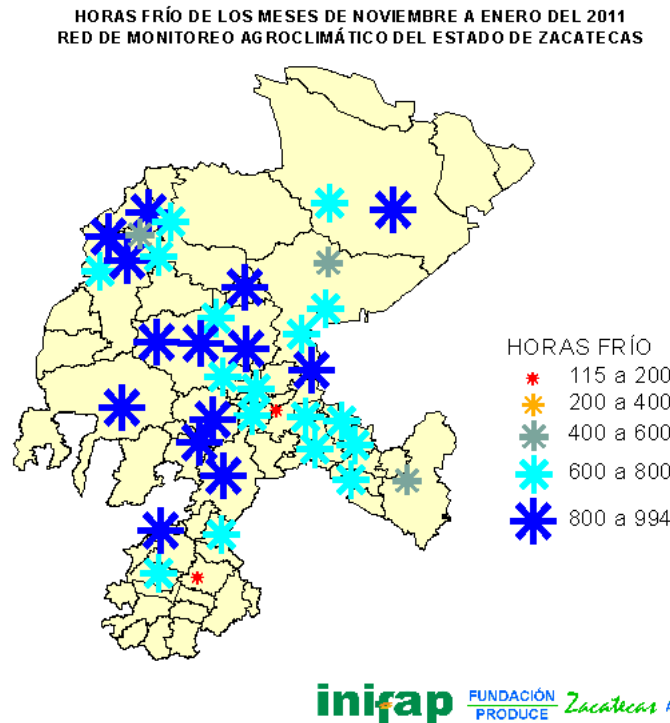 HORAS FRÍO DE LOS MESES DE NOVIEMBRE A ENERO DEL 2011
RED DE MONITOREO AGROCLIMÁTICO DEL ESTADO DE ZACATECAS
HORAS FRÍO
115 a 200
200 a 400
400 a 600
600 a 800
800 a 994
inifap
FUNDACIÓN
PRODUCE
Zacatecas